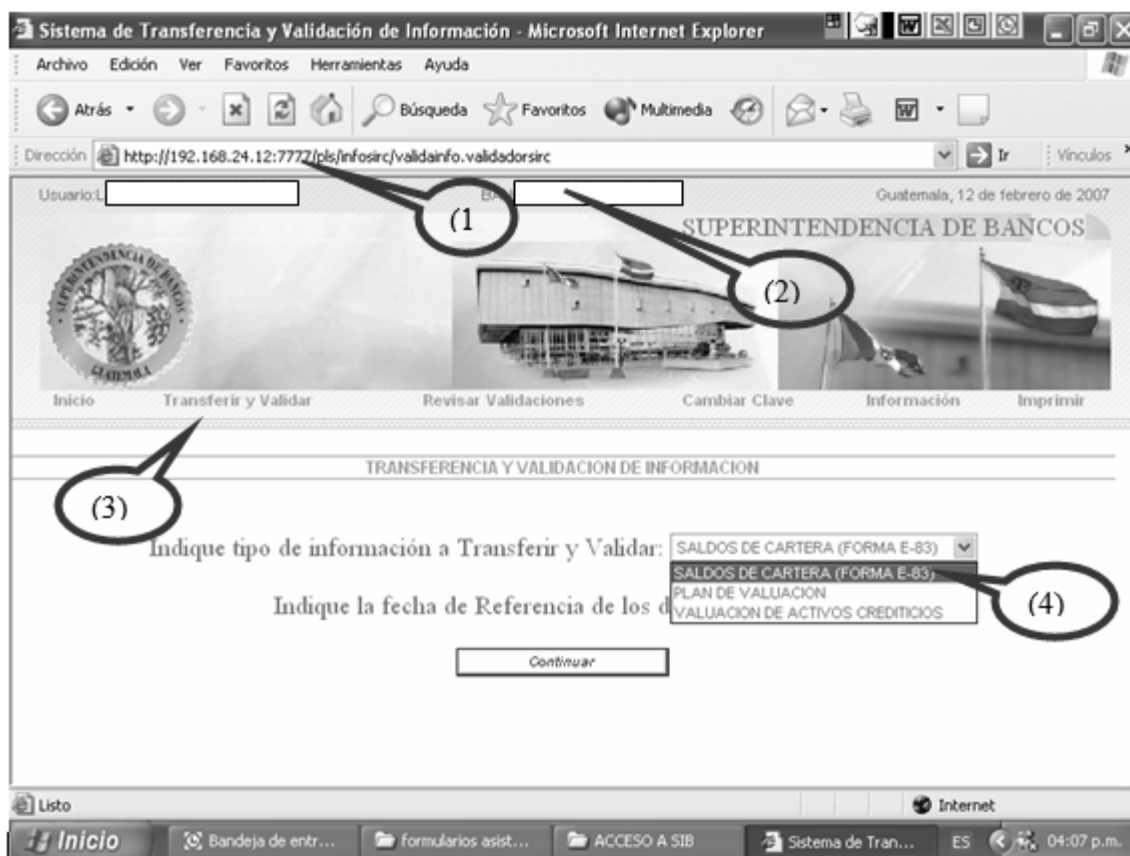 Sistema de Transferencia y Validación de Información - Microsoft Internet Explorer
Archivo Edición Ver Favoritos Herramientas Ayuda
Atrás Búsqueda Favoritos Multimedia
Dirección http://192.168.24.12:7777/pls/infosirc/validainfo.validadorsirc Ir Vínculos
Usuario:L Guatemala, 12 de febrero de 2007
(1
SUPERINTENDENCIA DE BANCOS
(2)
SUPERINTENDENCIA DE BANCOS
GUATEMALA
Inicio Transferir y Validar Revisar Validaciones Cambiar Clave Información Imprimir
TRANSFERENCIA Y VALIDACION DE INFORMACION
(3)
Indique tipo de información a Transferir y Validar: SALDOS DE CARTERA (FORMA E-83)
SALDOS DE CARTERA (FORMA E-83)
PLAN DE VALUACION
Indique la fecha de Referencia de los d
VALUACION DE ACTIVOS CREDITICIOS
(4)
Continuar
Listo Internet
Inicio Bandeja de entr... formularios asist... ACCESO A SIB Sistema de Tran... ES 04:07 p.m.